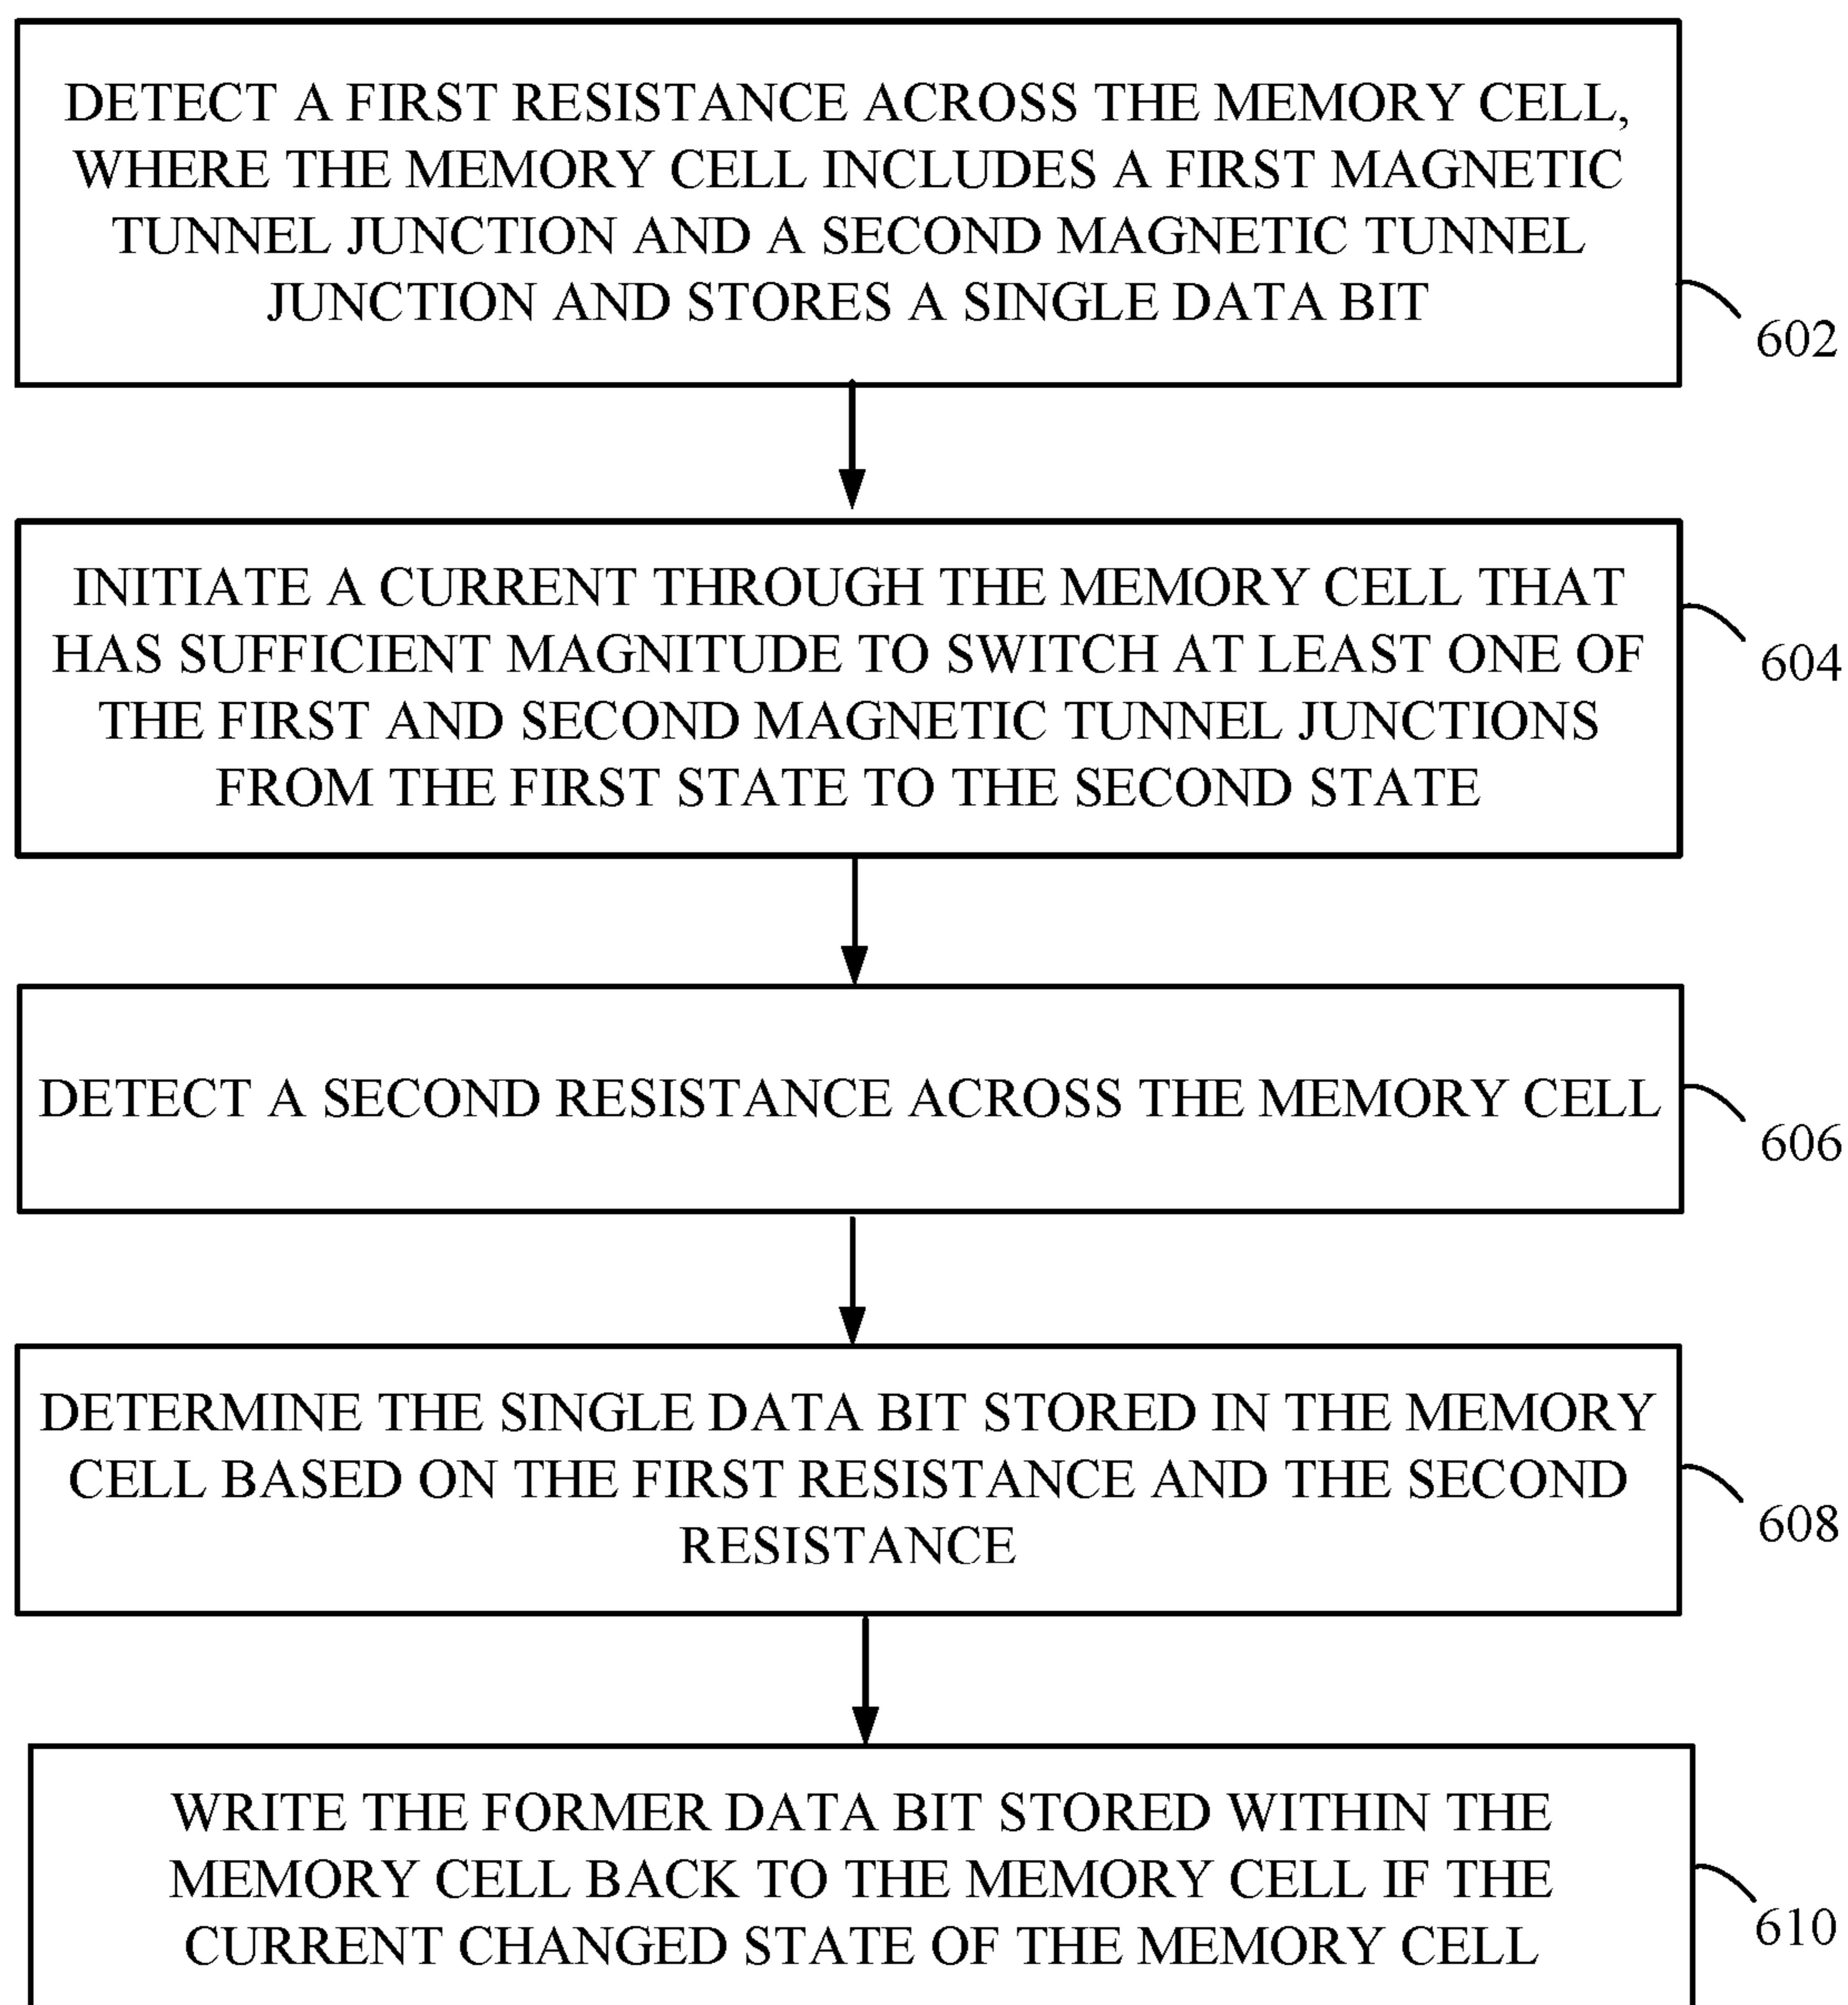 DETECT A FIRST RESISTANCE ACROSS THE MEMORY CELL,
WHERE THE MEMORY CELL INCLUDES A FIRST MAGNETIC
TUNNEL JUNCTION AND A SECOND MAGNETIC TUNNEL
JUNCTION AND STORES A SINGLE DATA BIT
602
INITIATE A CURRENT THROUGH THE MEMORY CELL THAT
HAS SUFFICIENT MAGNITUDE TO SWITCH AT LEAST ONE OF
THE FIRST AND SECOND MAGNETIC TUNNEL JUNCTIONS
FROM THE FIRST STATE TO THE SECOND STATE
604
DETECT A SECOND RESISTANCE ACROSS THE MEMORY CELL
606
DETERMINE THE SINGLE DATA BIT STORED IN THE MEMORY
CELL BASED ON THE FIRST RESISTANCE AND THE SECOND
RESISTANCE
608
WRITE THE FORMER DATA BIT STORED WITHIN THE
MEMORY CELL BACK TO THE MEMORY CELL IF THE
CURRENT CHANGED STATE OF THE MEMORY CELL
610